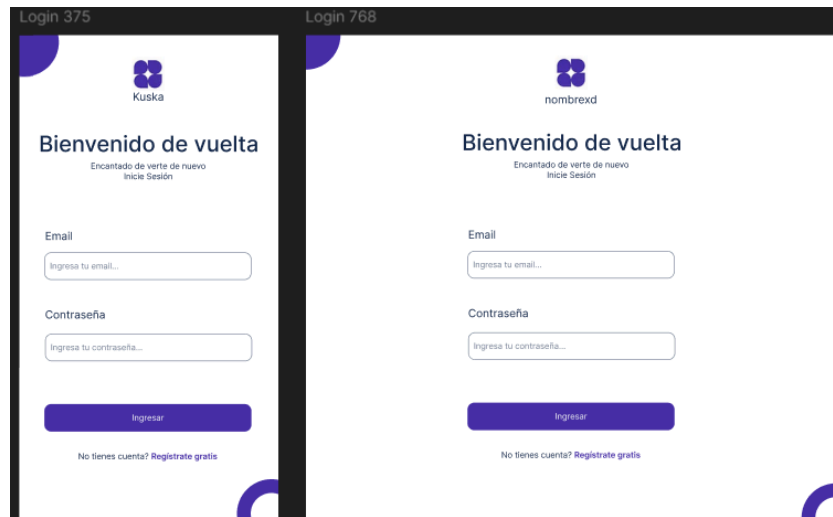 Login 375
Kuska
Bienvenido de vuelta
Encantado de verte de nuevo
Inicie Sesión
Email
Ingresa tu email...
Contraseña
Ingresa tu contraseña...
Ingresar
No tienes cuenta? Regístrate gratis
Login 768
nombrexd
Bienvenido de vuelta
Encantado de verte de nuevo
Inicie Sesión
Email
Ingresa tu email...
Contraseña
Ingresa tu contraseña...
Ingresar
No tienes cuenta? Regístrate gratis